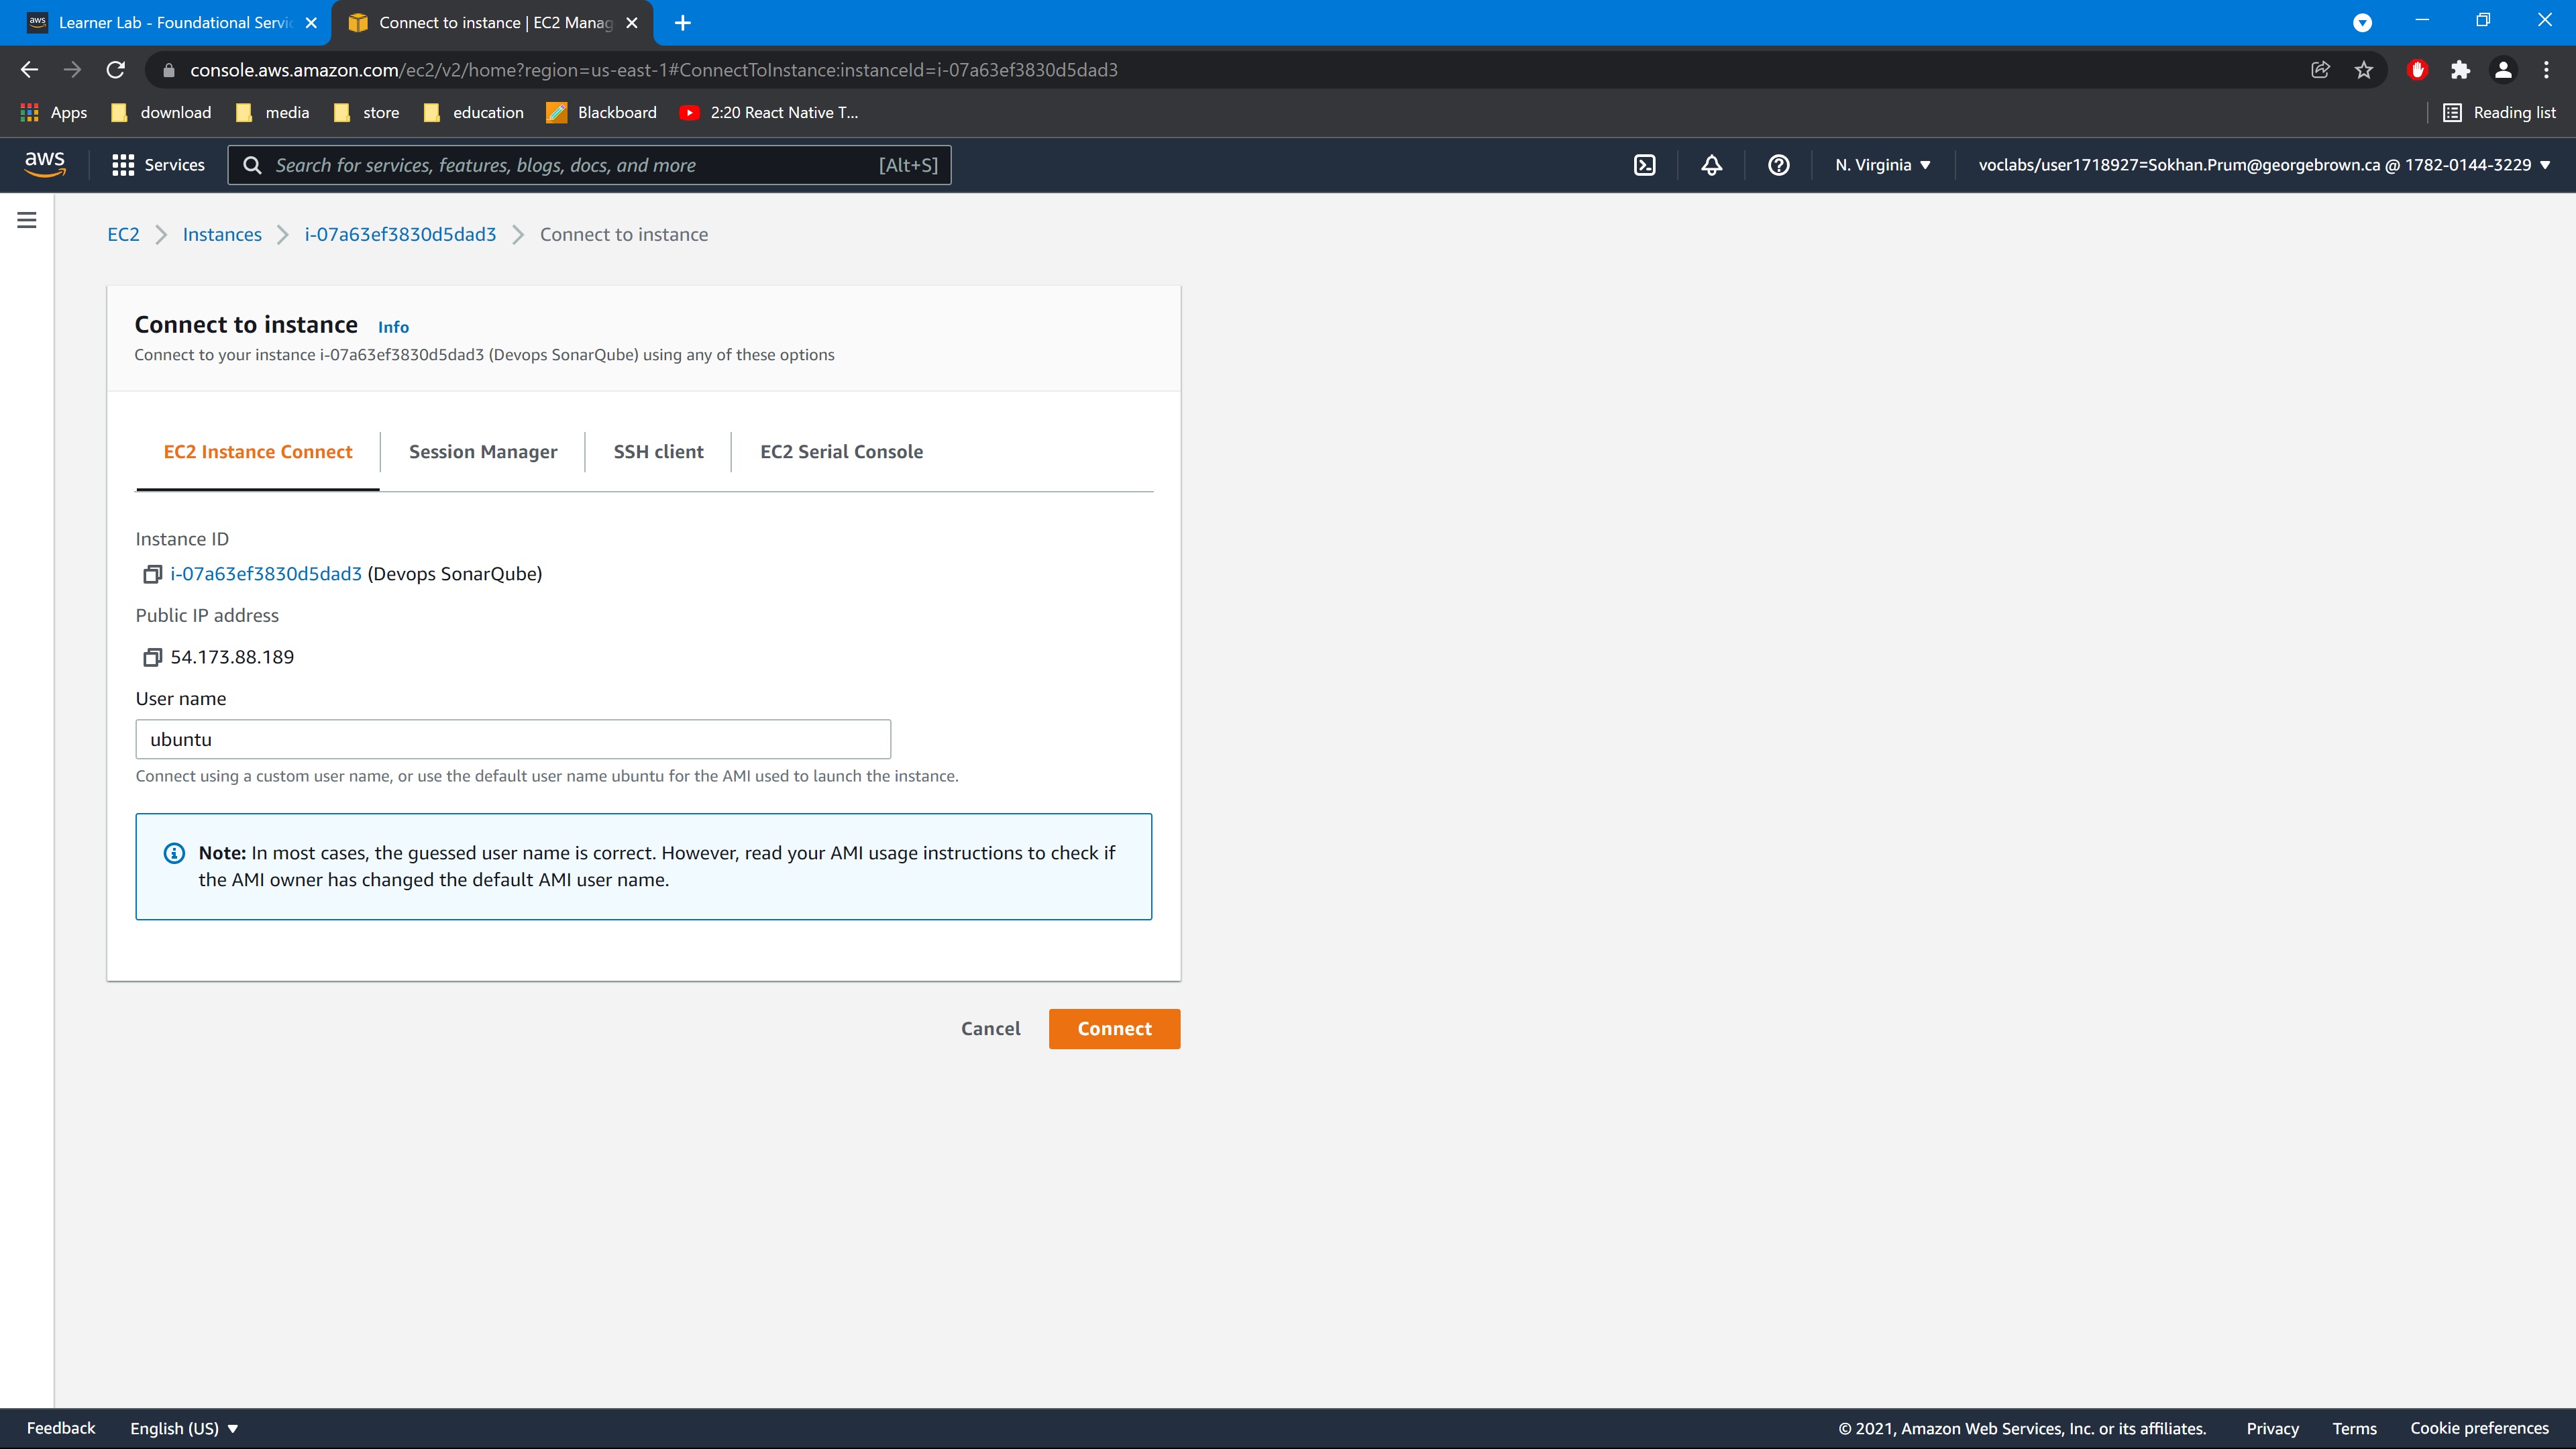 aws Learner Lab - Foundational Servic
Connect to instance | EC2 Manag
console.aws.amazon.com/ec2/v2/home?region=us-east-1#ConnectToInstance:instanceId=i-07a63ef3830d5dad3
Apps download media store education Blackboard 2:20 React Native T... Reading list
aws Services Search for services, features, blogs, docs, and more [Alt+S] N. Virginia voclabs/user1718927=Sokhan.Prum@georgebrown.ca @ 1782-0144-3229
EC2 Instances i-07a63ef3830d5dad3 Connect to instance
Connect to instance Info
Connect to your instance i-07a63ef3830d5dad3 (Devops SonarQube) using any of these options
EC2 Instance Connect Session Manager SSH client EC2 Serial Console
Instance ID
i-07a63ef3830d5dad3 (Devops SonarQube)
Public IP address
54.173.88.189
User name
ubuntu
Connect using a custom user name, or use the default user name ubuntu for the AMI used to launch the instance.
Note: In most cases, the guessed user name is correct. However, read your AMI usage instructions to check if
the AMI owner has changed the default AMI user name.
Cancel Connect
Feedback English (US) © 2021, Amazon Web Services, Inc. or its affiliates. Privacy Terms Cookie preferences